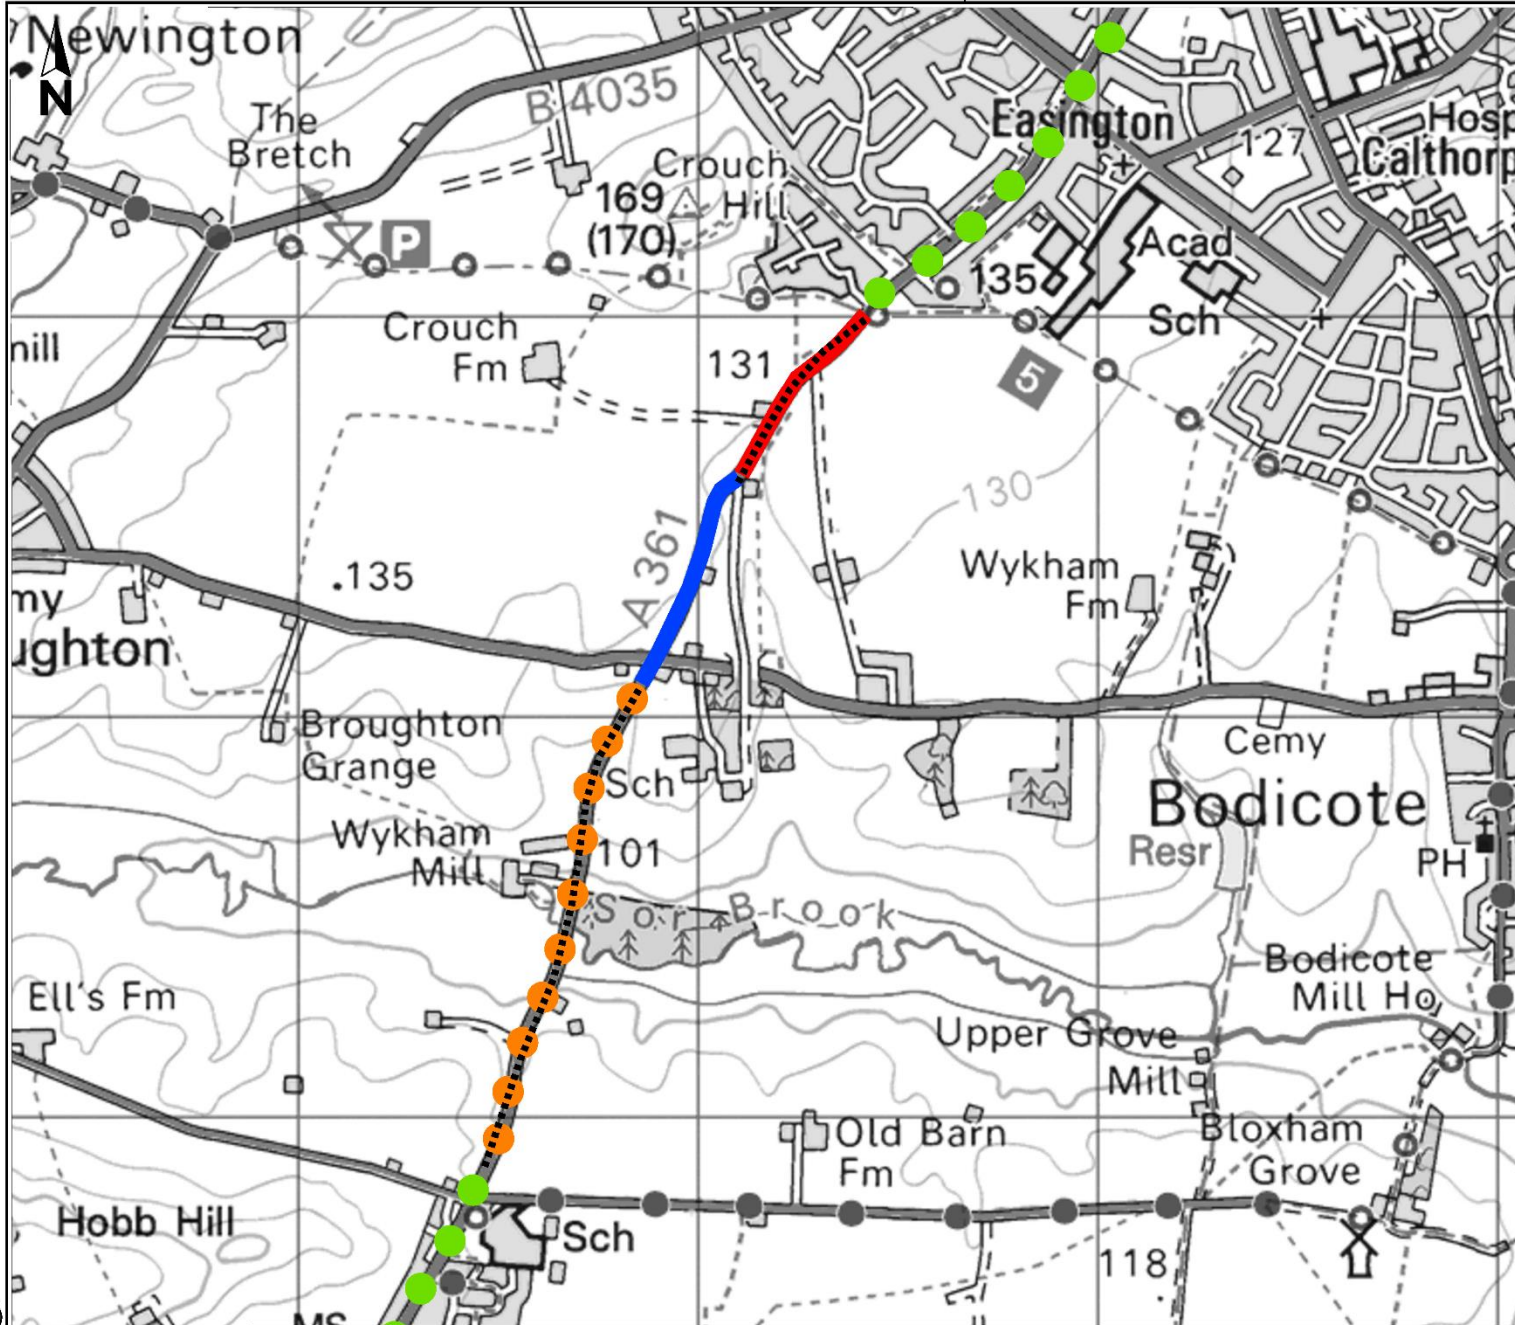 Newington
N
The
Bretch
B 4035
Easington
127
Hosp
Calthorp
Crouch
Hill
169
(170)
P
Acad
135
Sch
Crouch
Fm
131
5
nill
130
A 361
.135
Wykham
Fm
my
ughton
Broughton
Grange
Sch
Cemy
Bodicote
Wykham
Mill
101
Resr
PH
Sor Brook
Bodicote
Mill Ho
Ell's Fm
Upper Grove
Mill
Old Barn
Fm
Bloxham
Grove
Hobb Hill
Sch
118
MS